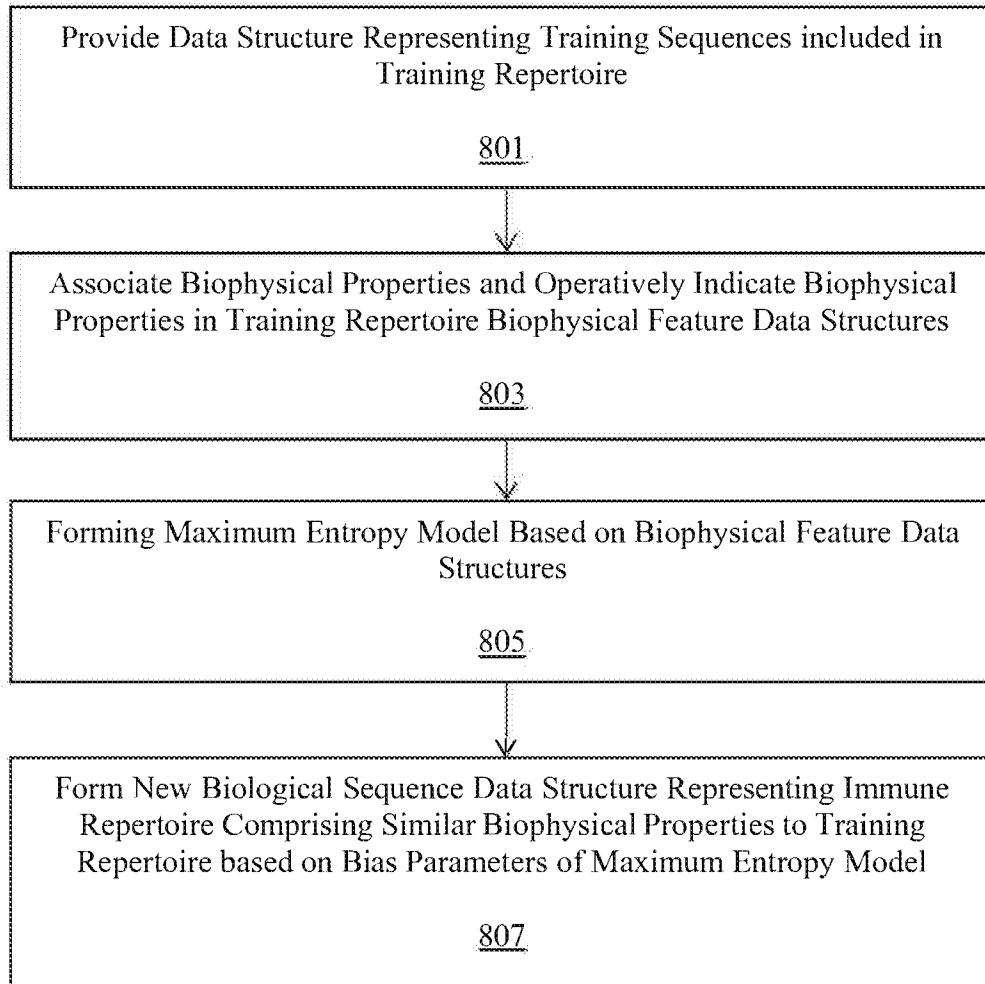 Provide Data Structure Representing Training Sequences included in
Training Repertoire
801
Associate Biophysical Properties and Operatively Indicate Biophysical
Properties in Training Repertoire Biophysical Feature Data Structures
803
Forming Maximum Entropy Model Based on Biophysical Feature Data
Structures
805
Form New Biological Sequence Data Structure Representing Immune
Repertoire Comprising Similar Biophysical Properties to Training
Repertoire based on Bias Parameters of Maximum Entropy Model
807